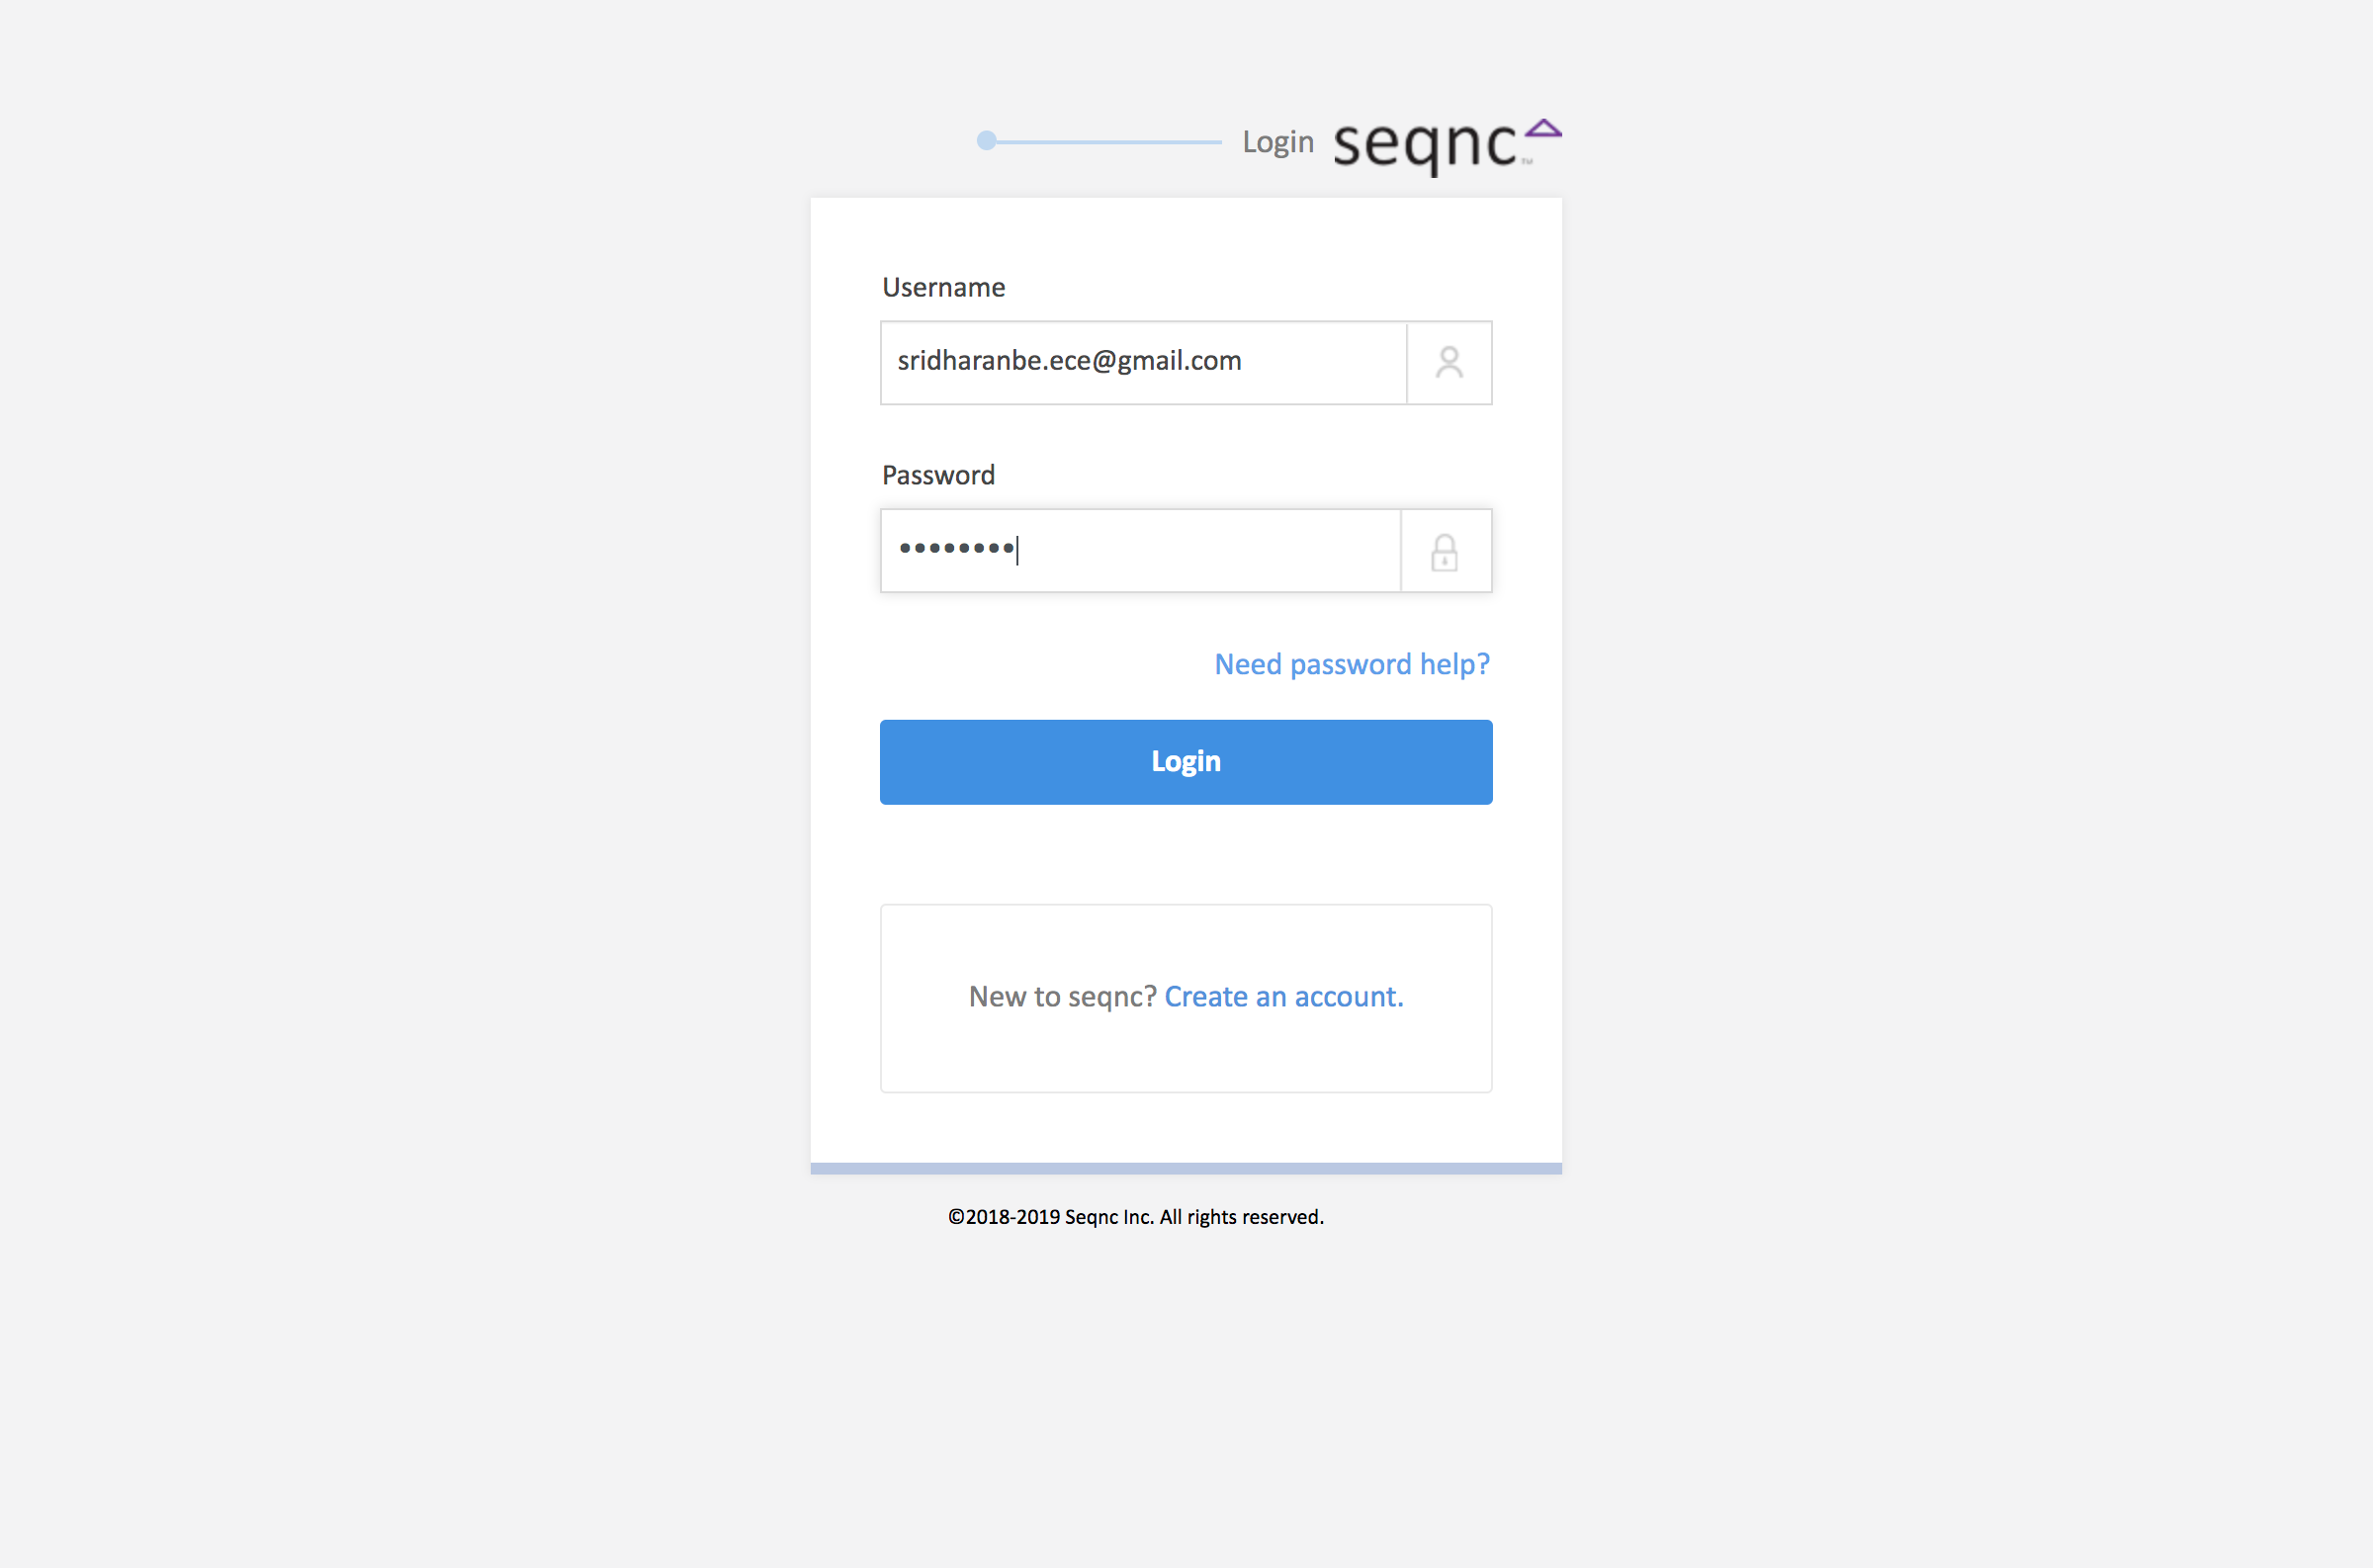 Login seqnc™
Username
sridharanbe.ece@gmail.com
Password
••••••••
Need password help?
Login
New to seqnc? Create an account.
©2018-2019 Seqnc Inc. All rights reserved.